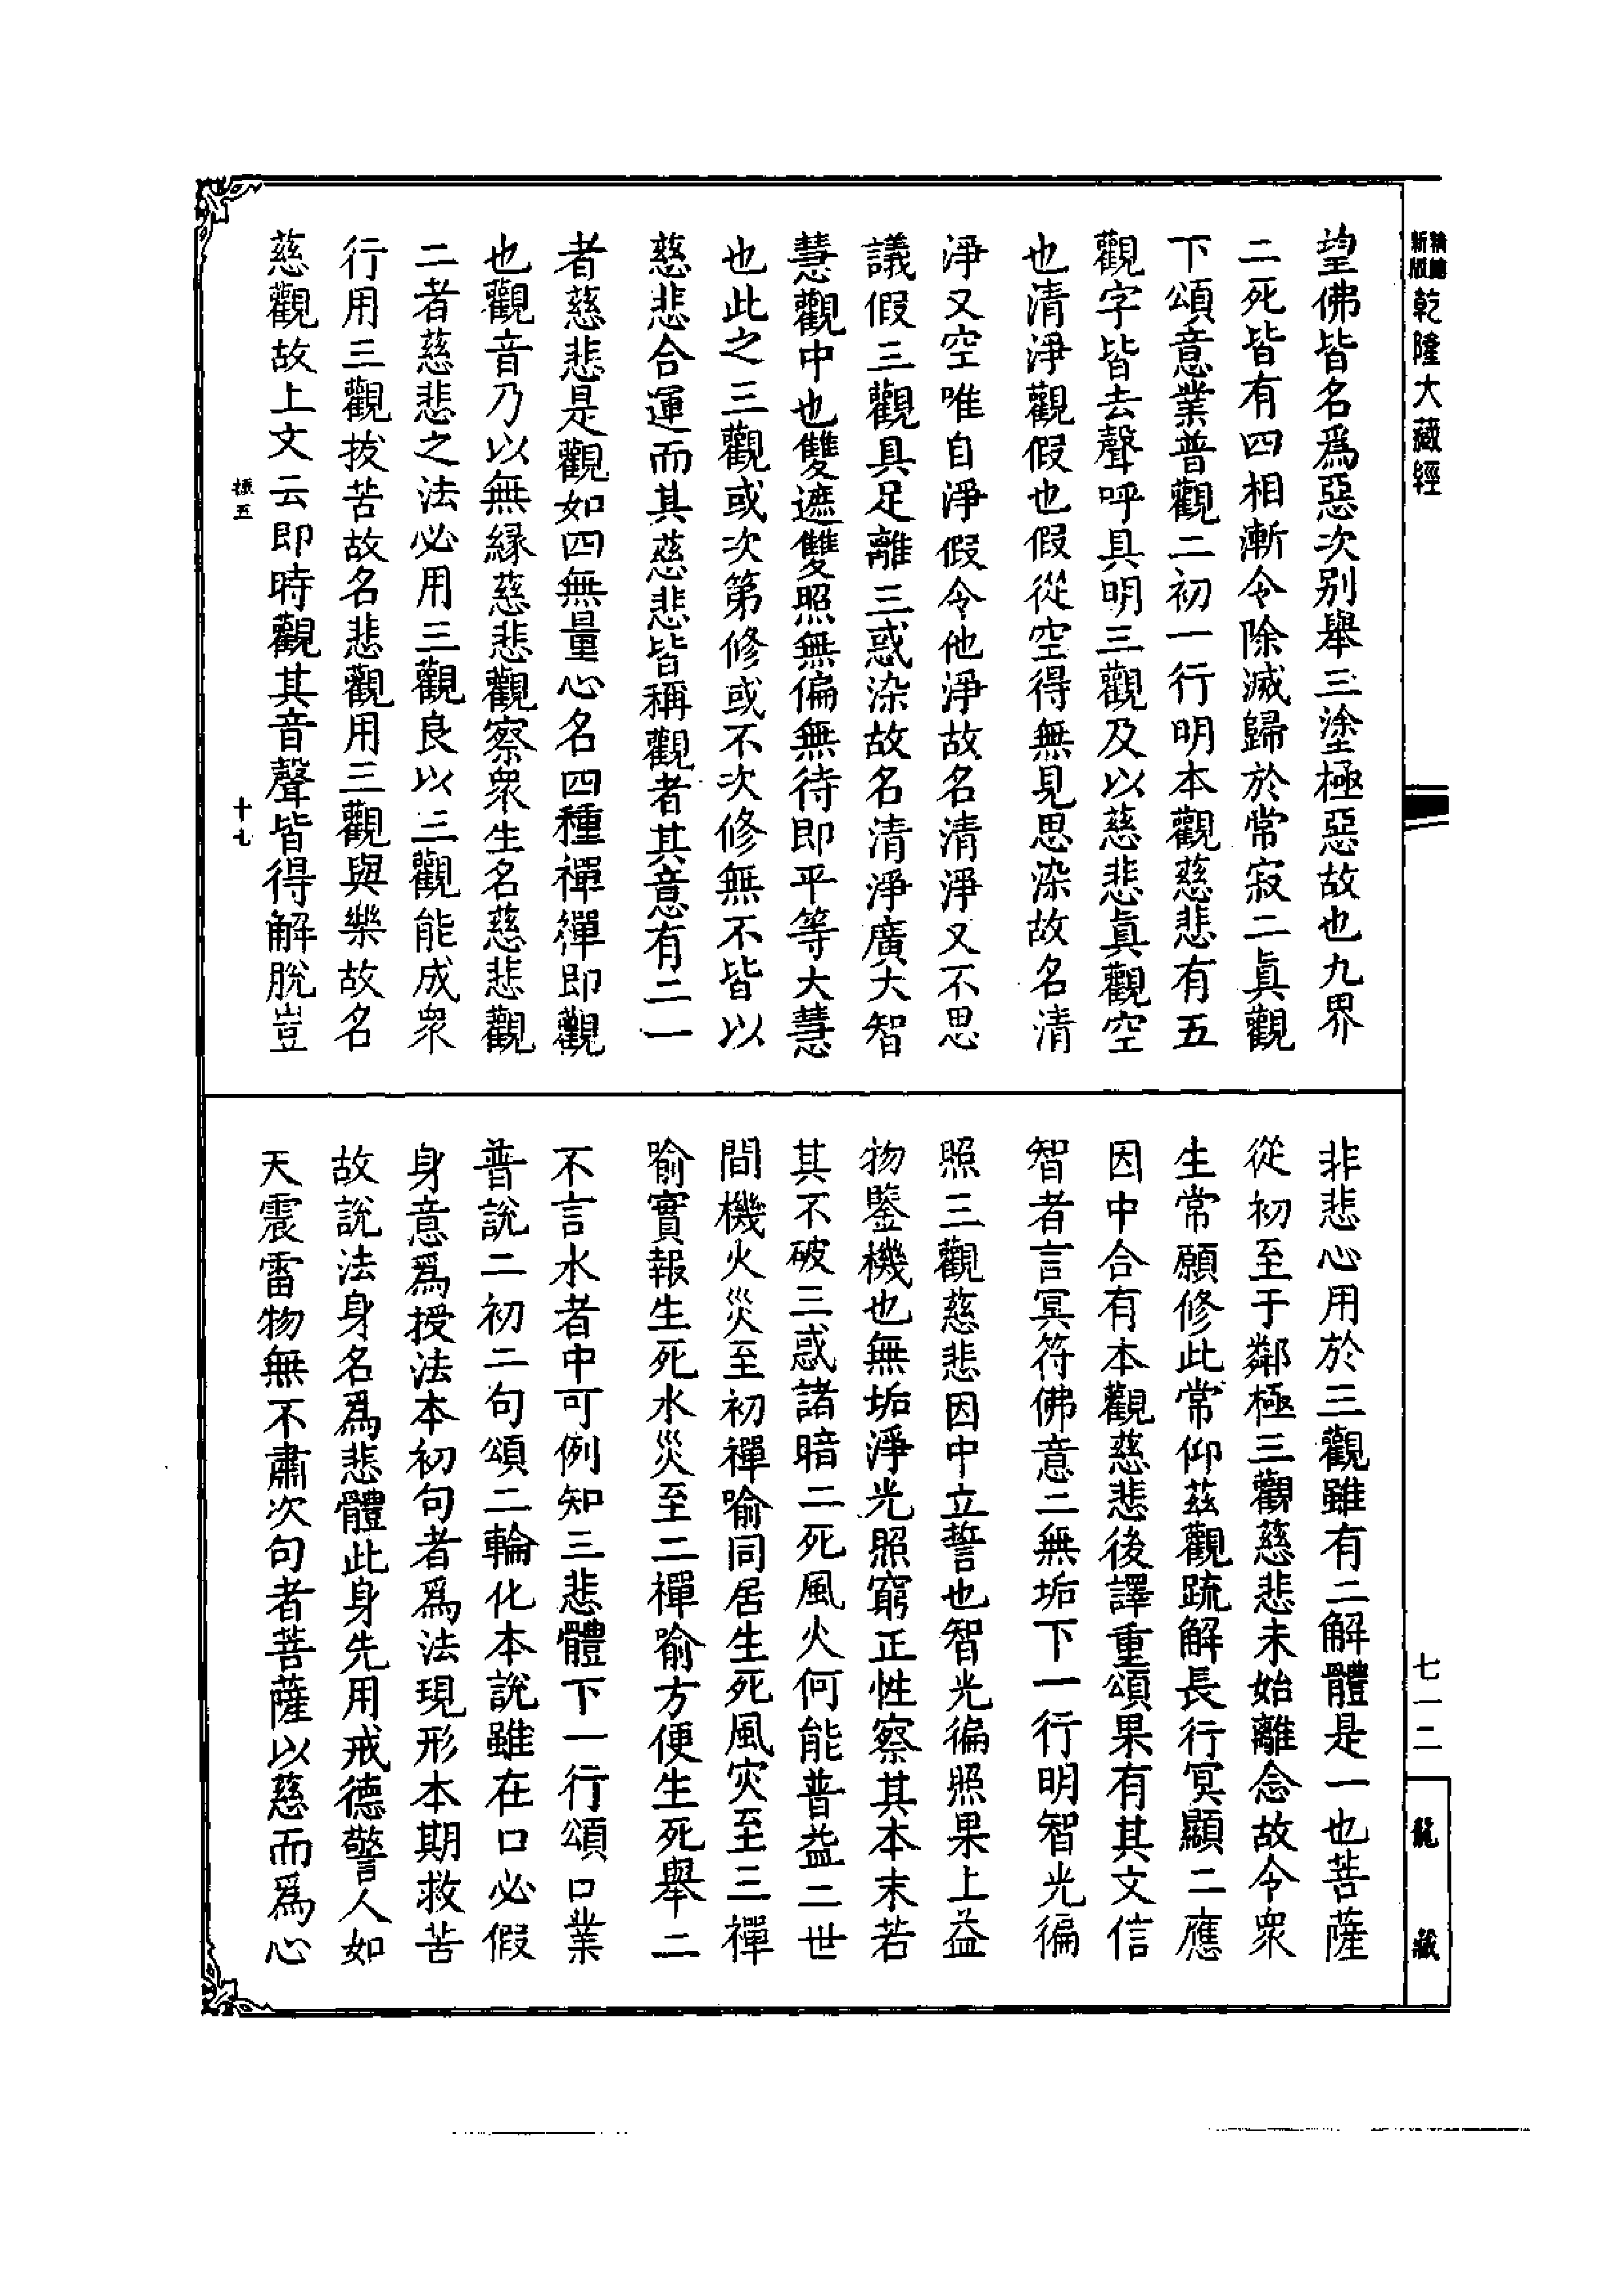 乾隆大藏經
七一二
龍藏
望佛皆名爲惡次别舉三塗極惡故也九界
二死皆有四相漸令除滅歸於常寂二眞觀
下頌意業普觀二初一行明本觀慈悲有五
觀字皆去聲呼具明三觀及以慈悲眞觀空
也清淨觀假也假從空得無見思染故名清
淨又空唯自淨假令他淨故名清淨又不思
議假三觀具足離三惑染故名清淨廣大智
慧觀中也雙遮雙照無偏無待即平等大慧
也此之三觀或次第修或不次修無不皆以
慈悲合運而其慈悲皆稱觀者其意有二一
者慈悲是觀如四無量心名四種禪禪即觀
也觀音乃以無緣慈悲觀察衆生名慈悲觀
二者慈悲之法必用三觀良以三觀能成衆
行用三觀拔苦故名悲觀用三觀與樂故名
慈觀故上文云即時觀其音聲皆得解脫豈
五
十七
非悲心用於三觀雖有二解體是一也菩薩
從初至于鄰極三觀慈悲未始離念故令衆
生常願修此常仰茲觀疏解長行冥顯二應
因中合有本觀慈悲後譯重頌果有其文信
智者言冥符佛意二無垢下一行明智光徧
照三觀慈悲因中立誓也智光徧照果上益
物鑒機也無垢淨光照窮正性察其本末若
其不破三惑諸暗二死風火何能普益二世
間機火災至初禪喻同居生死風灾至三禪
喻實報生死水災至二禪喻方便生死舉二
不言水者中可例知三悲體下一行頌口業
普說二初二句頌二輪化本說雖在口必假
身意爲授法本初句者爲法現形本期救苦
故說法身名爲悲體此身先用戒德警人如
天震雷物無不肅次句者菩薩以慈而爲心